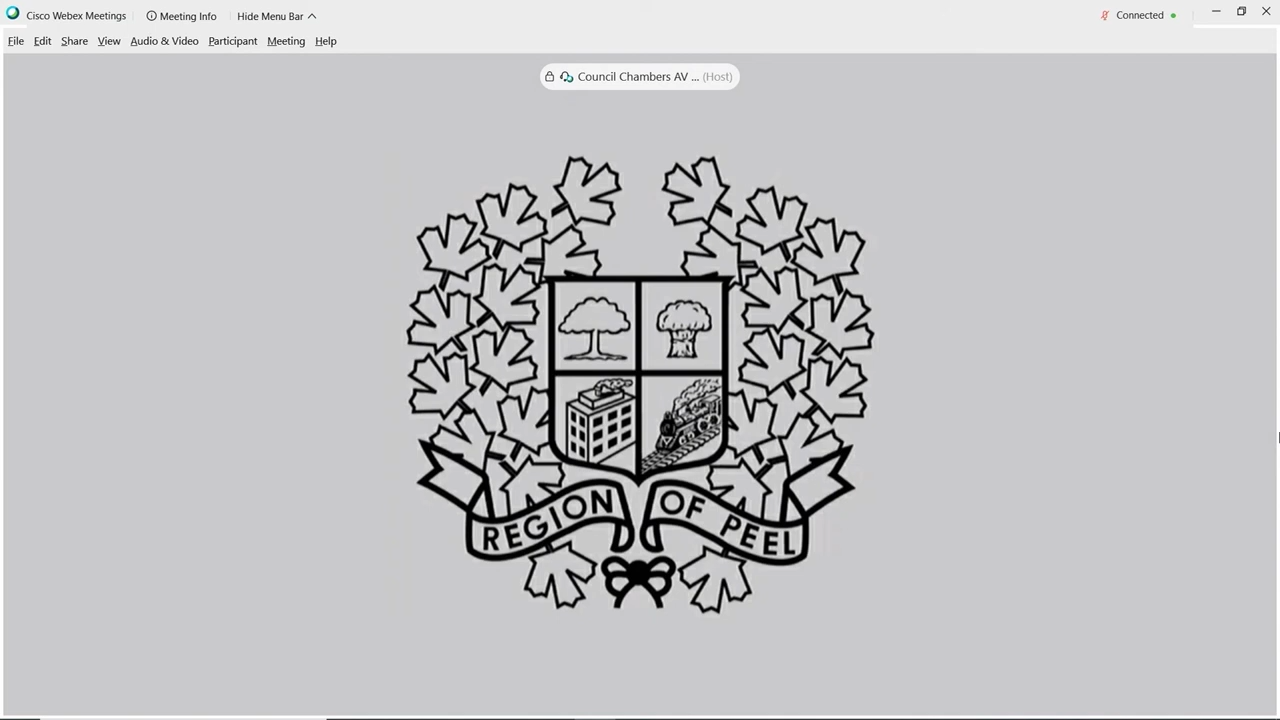 Cisco Webex Meetings Meeting Info Hide Menu Bar Connected
File Edit Share View Audio & Video Participant Meeting Help
Council Chambers AV ... (Host)
REGION OF PEEL